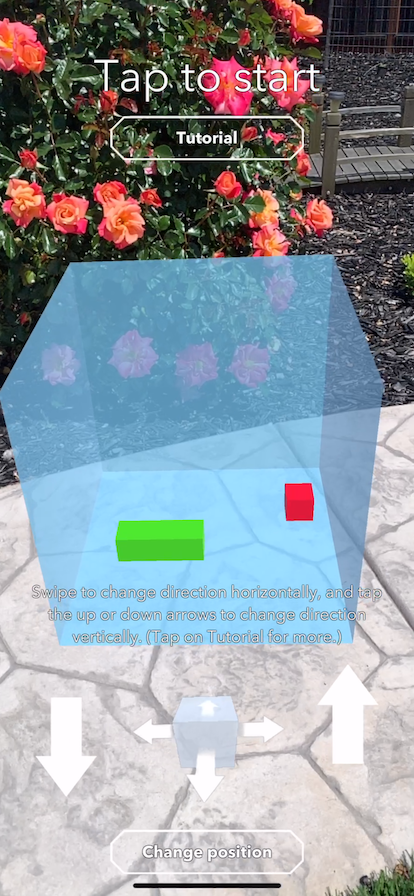 Tap to start
Tutorial
Swipe to change direction horizontally, and tap
the up or down arrows to change direction
vertically. (Tap on Tutorial for more.)
Change position